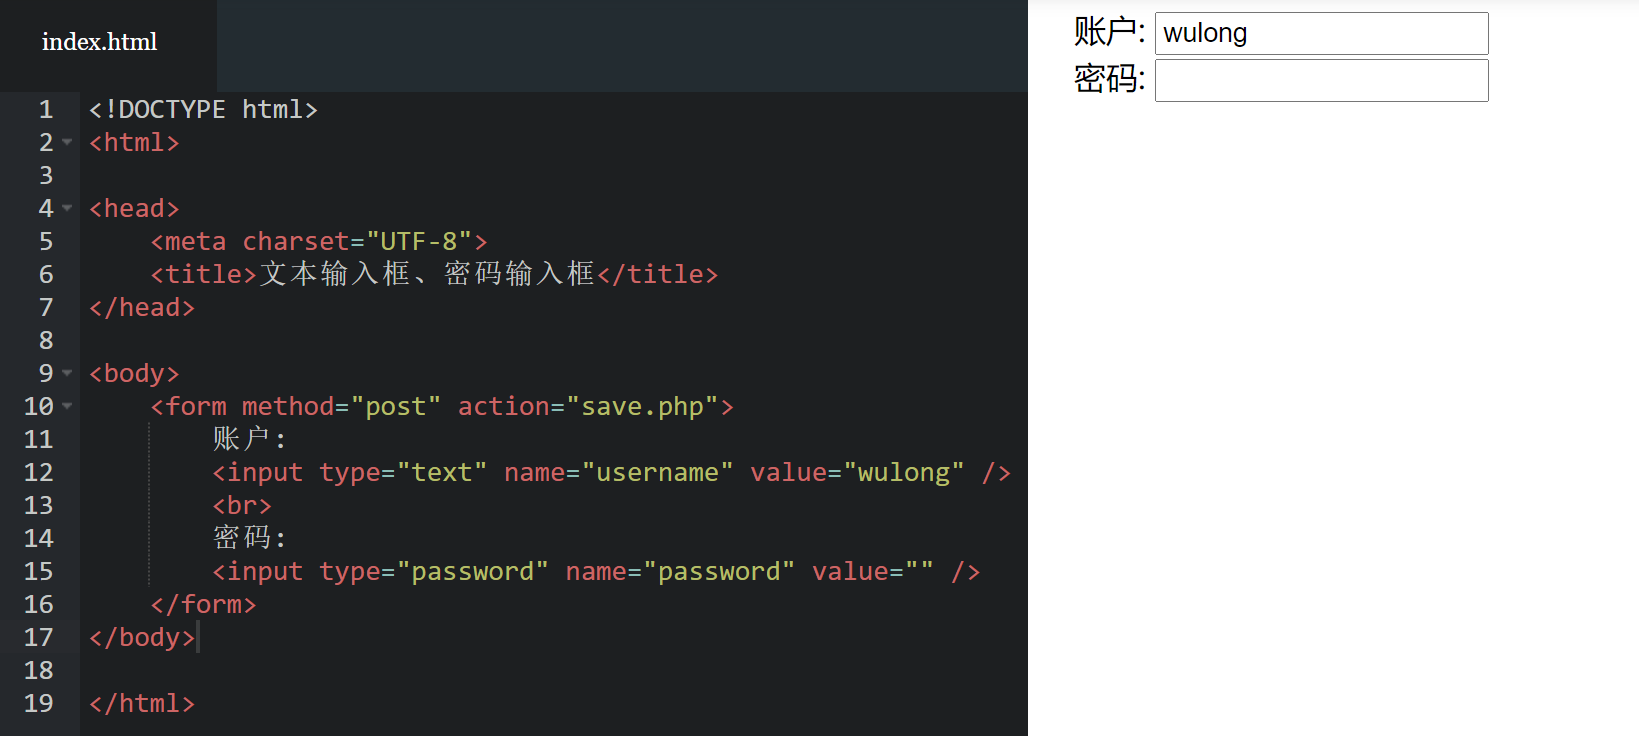 index.html
1 <!DOCTYPE html>
2 <html>
3
4 <head>
5 <meta charset="UTF-8">
6 <title>文本输入框、密码输入框</title>
7 </head>
8
9 <body>
10 <form method="post" action="save.php">
11 账户:
12 <input type="text" name="username" value="wulong" />
13 <br>
14 密码:
15 <input type="password" name="password" value="" />
16 </form>
17 </body>
18
19 </html>
账户: wulong
密码: